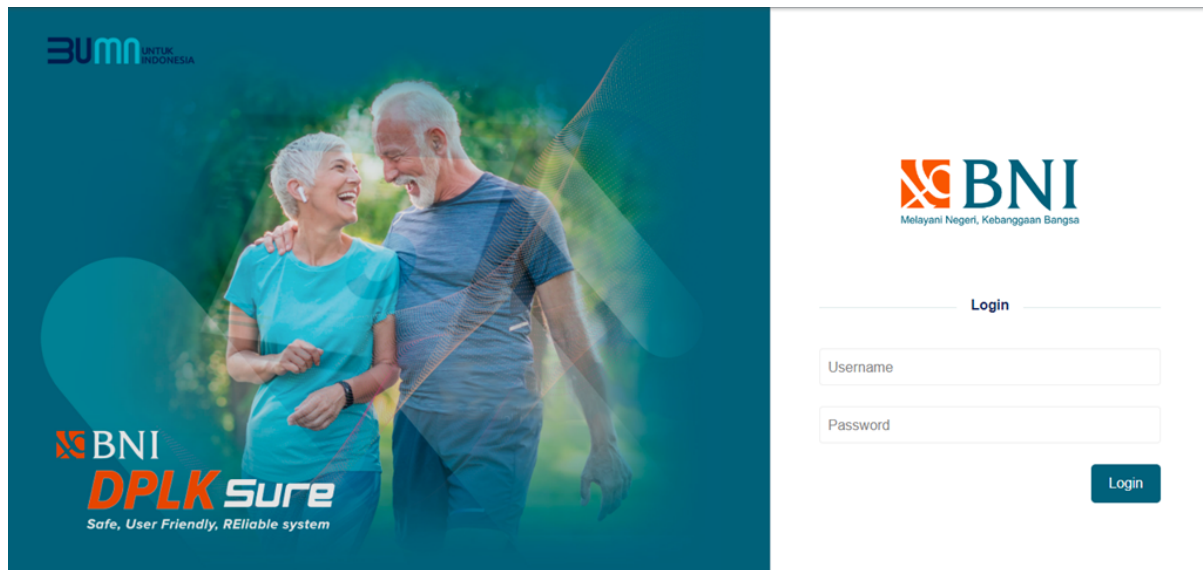 BUMN UNTUK
INDONESIA
BNI
DPLK Sure
Safe, User Friendly, REliable system
BNI
Melayani Negeri, Kebanggaan Bangsa
Login
Username
Password
Login